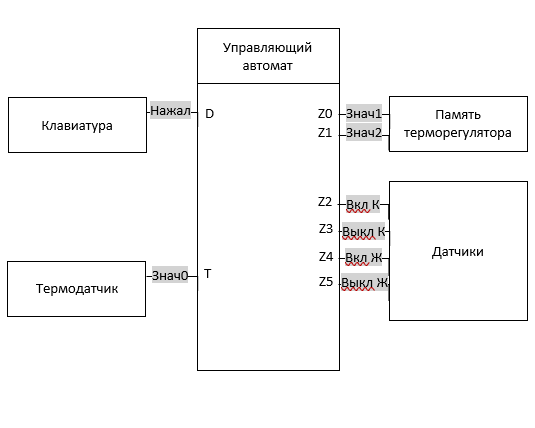 Управляющий
автомат
Клавиатура
Нажал
D
Z0
Знач1
Z1
Знач2
Память
терморегулятора
Z2
Вкл К
Z3
Выкл К
Z4
Вкл Ж
Z5
Выкл Ж
Датчики
Термодатчик
Знач0
T